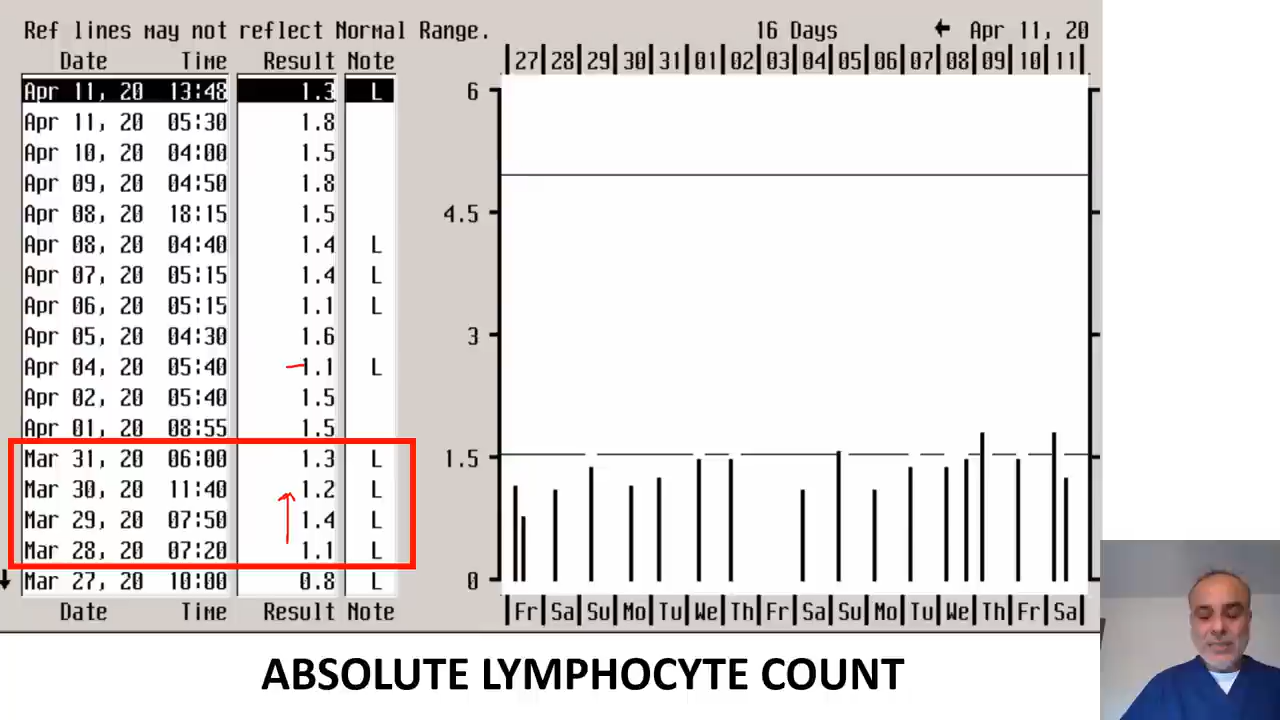 Ref lines may not reflect Normal Range.
16 Days
Apr 11, 20
Date Time Result Note
Apr 11, 20 13:48 1.3 L
Apr 11, 20 05:30 1.8
Apr 10, 20 04:00 1.5
Apr 09, 20 04:50 1.8
Apr 08, 20 18:15 1.5
Apr 08, 20 04:40 1.4 L
Apr 07, 20 05:15 1.4 L
Apr 06, 20 05:15 1.1 L
Apr 05, 20 04:30 1.6
Apr 04, 20 05:40 1.1 L
Apr 02, 20 05:40 1.5
Apr 01, 20 08:55 1.5
Mar 31, 20 06:00 1.3 L
Mar 30, 20 11:40 1.2 L
Mar 29, 20 07:50 1.4 L
Mar 28, 20 07:20 1.1 L
Mar 27, 20 10:00 0.8 L
Date Time Result Note
27 28 29 30 31 01 02 03 04 05 06 07 08 09 10 11
6
4.5
3
1.5
0
Fr Sa Su Mo Tu We Th Fr Sa Su Mo Tu We Th Fr Sa
ABSOLUTE LYMPHOCYTE COUNT